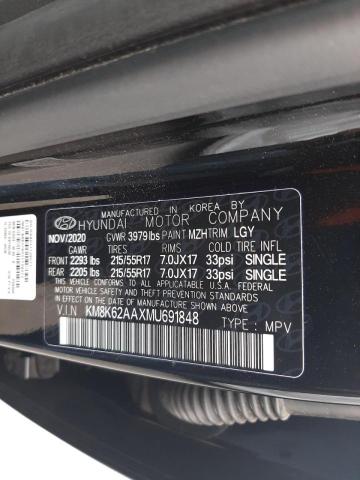 MANUFACTURED IN KOREA BY
HYUNDAI MOTOR COMPANY
NOV/2020 GVWR 3979 lbs PAINT MZH TRIM LGY
GAWR TIRES RIMS COLD TIRE INFL
FRONT 2293 lbs 215/55R17 7.0JX17 33psi SINGLE
REAR 2205 lbs 215/55R17 7.0JX17 33psi SINGLE
THIS VEHICLE CONFORMS TO ALL APPLICABLE U.S. FEDERAL
MOTOR VEHICLE SAFETY, BUMPER, AND THEFT PREVENTION
STANDARDS IN EFFECT ON THE DATE OF
MANUFACTURE SHOWN ABOVE.
V.I.N KM8K62AAXMU691848 TYPE : MPV